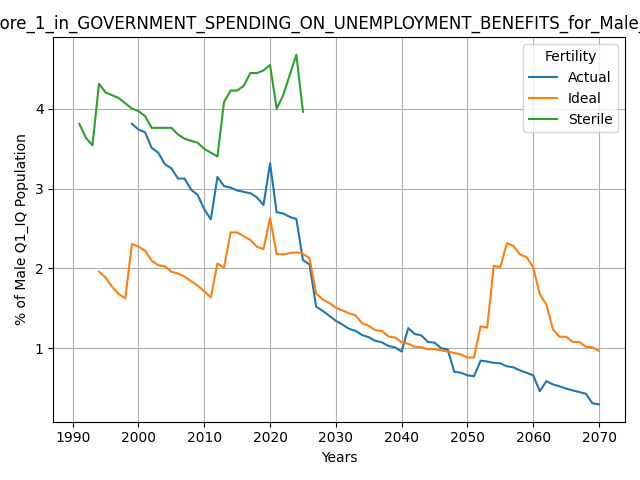 ore_1_in_GOVERNMENT_SPENDING_ON_UNEMPLOYMENT_BENEFITS_for_Male_
Fertility
Actual
Ideal
Sterile
% of Male Q1_IQ Population
4
3
2
1
1990 2000 2010 2020 2030 2040 2050 2060 2070
Years